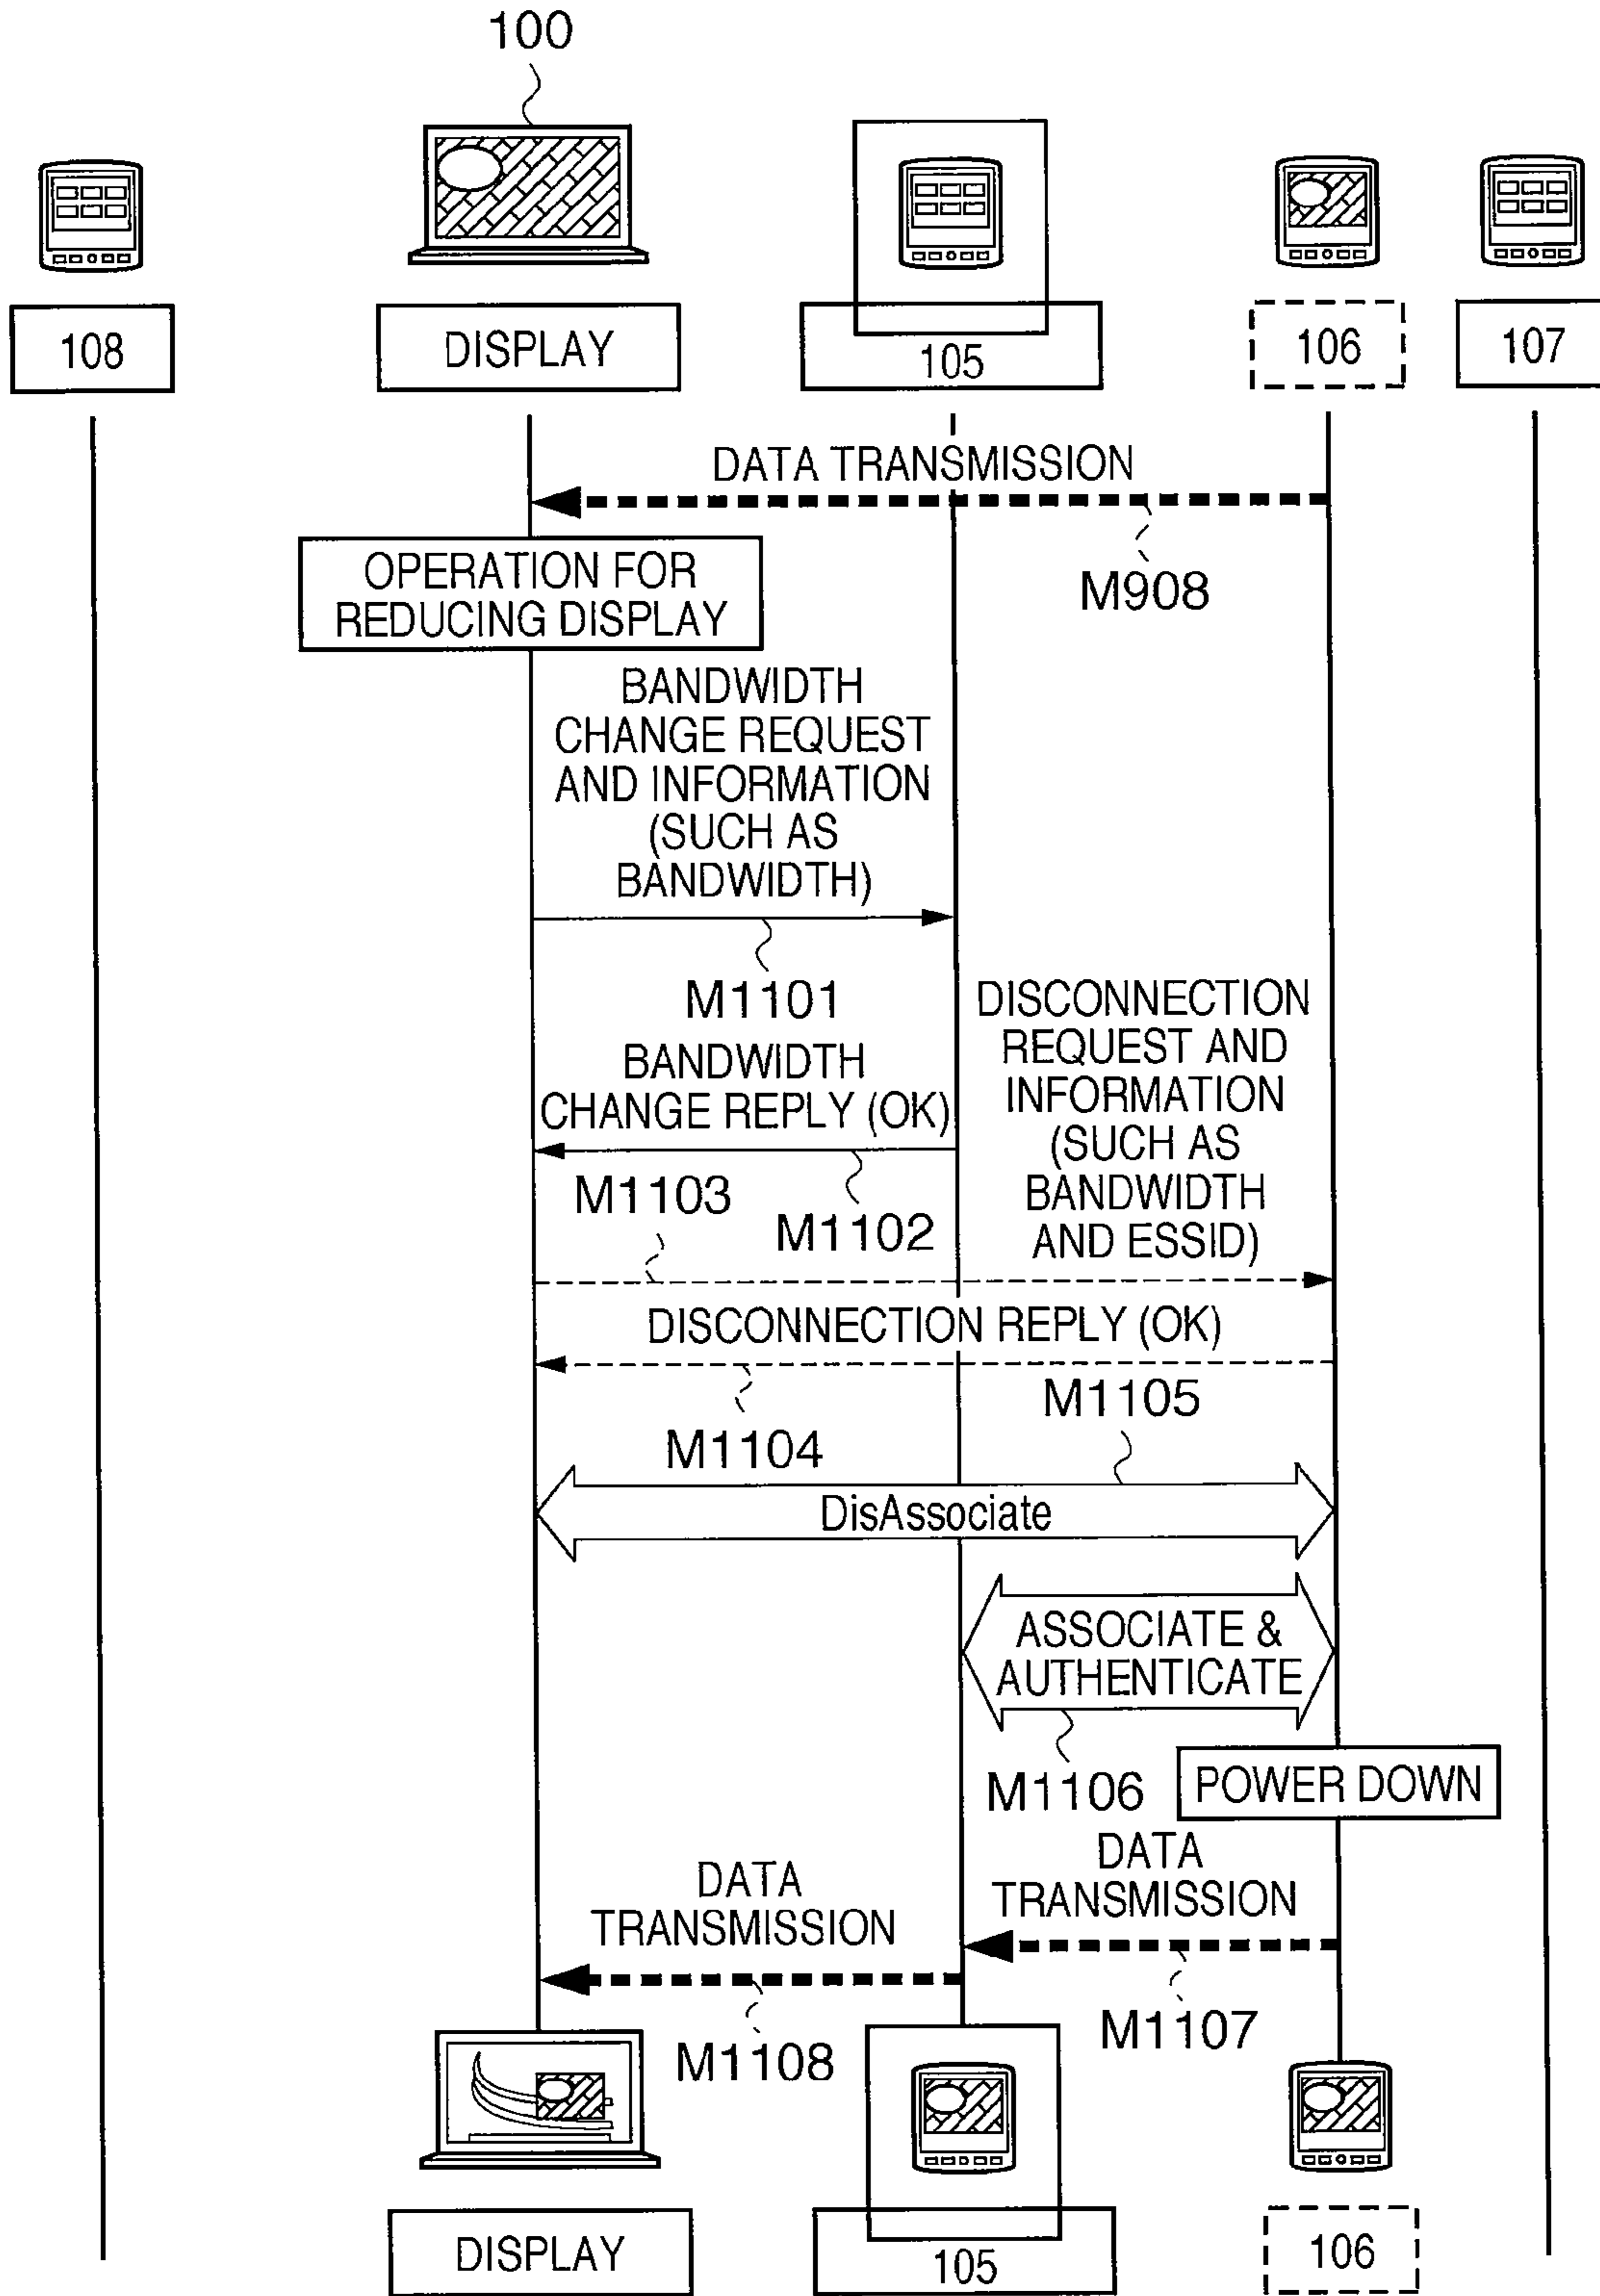 100
108
DISPLAY
105
106
107
DATA TRANSMISSION
M908
OPERATION FOR
REDUCING DISPLAY
BANDWIDTH
CHANGE REQUEST
AND INFORMATION
(SUCH AS
BANDWIDTH)
M1101
BANDWIDTH
CHANGE REPLY (OK)
M1102
DISCONNECTION
REQUEST AND
INFORMATION
(SUCH AS
BANDWIDTH
AND ESSID)
M1103
DISCONNECTION REPLY (OK)
M1104
M1105
DisAssociate
ASSOCIATE &
AUTHENTICATE
M1106
POWER DOWN
DATA
TRANSMISSION
M1107
DATA
TRANSMISSION
M1108
DISPLAY
105
106